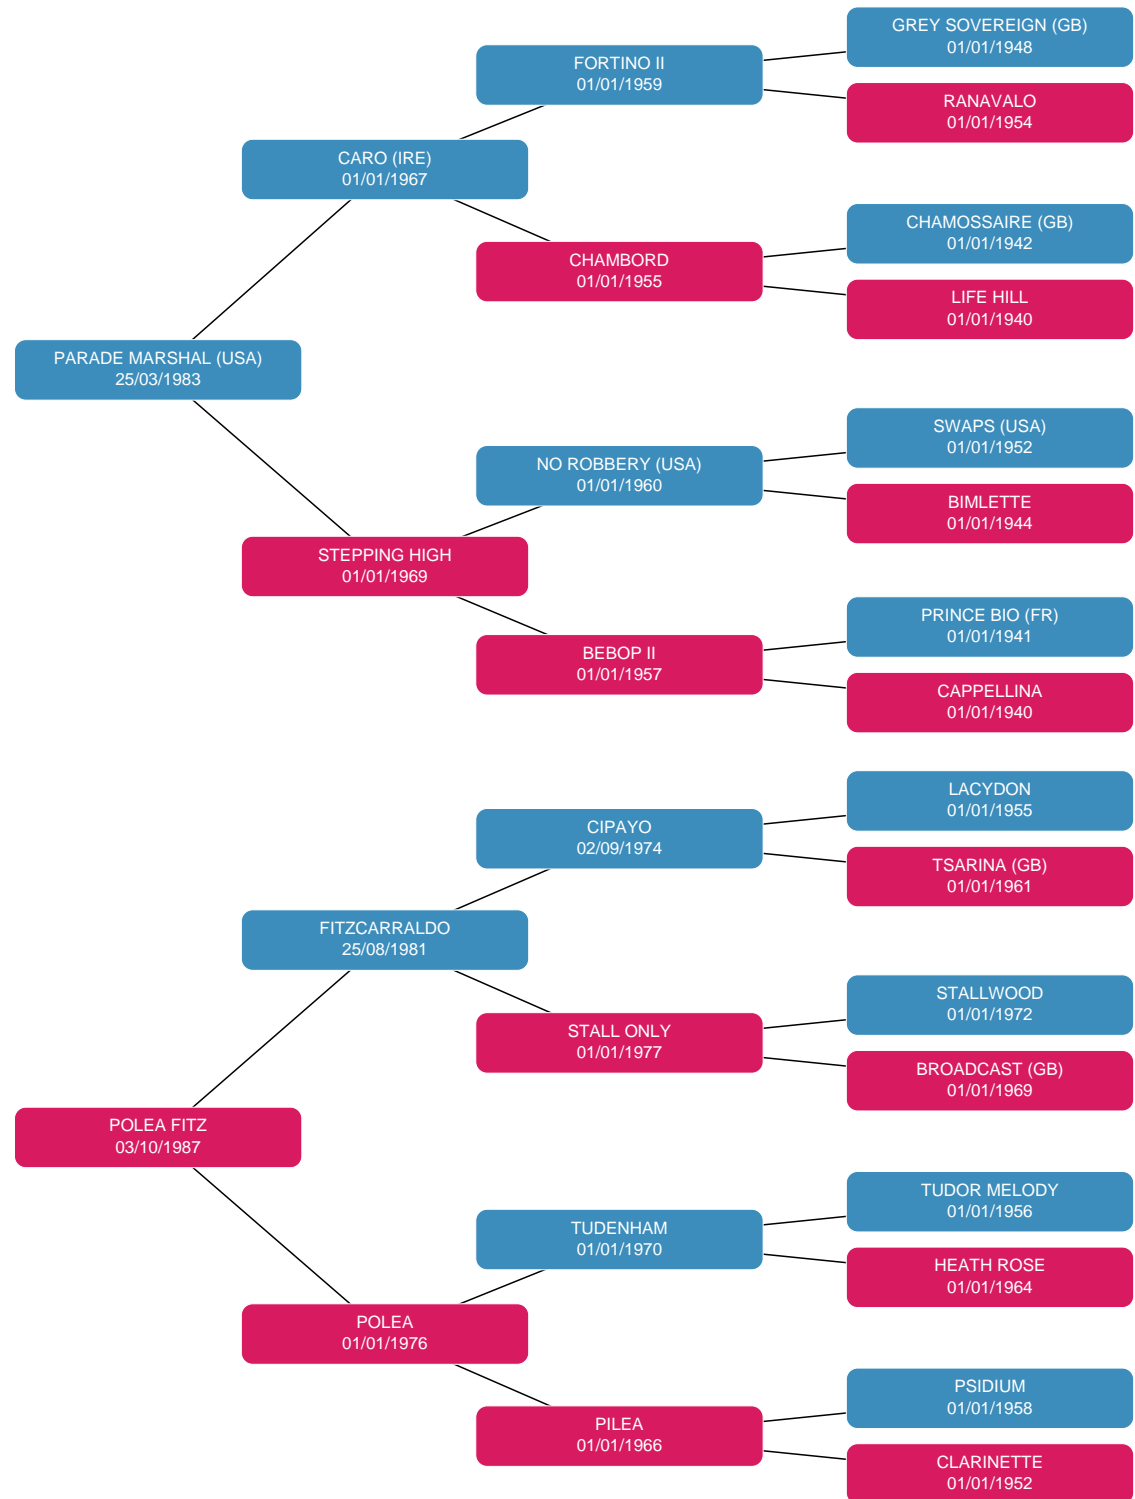 GREY SOVEREIGN (GB)
01/01/1948
FORTINO II
01/01/1959
RANAVALO
01/01/1954
CARO (IRE)
01/01/1967
CHAMOSSAIRE (GB)
01/01/1942
CHAMBORD
01/01/1955
LIFE HILL
01/01/1940
PARADE MARSHAL (USA)
25/03/1983
SWAPS (USA)
01/01/1952
NO ROBBERY (USA)
01/01/1960
BIMLETTE
01/01/1944
STEPPING HIGH
01/01/1969
PRINCE BIO (FR)
01/01/1941
BEBOP II
01/01/1957
CAPPELLINA
01/01/1940
LACYDON
01/01/1955
CIPAYO
02/09/1974
TSARINA (GB)
01/01/1961
FITZCARRALDO
25/08/1981
STALLWOOD
01/01/1972
STALL ONLY
01/01/1977
BROADCAST (GB)
01/01/1969
POLEA FITZ
03/10/1987
TUDOR MELODY
01/01/1956
TUDENHAM
01/01/1970
HEATH ROSE
01/01/1964
POLEA
01/01/1976
PSIDIUM
01/01/1958
PILEA
01/01/1966
CLARINETTE
01/01/1952